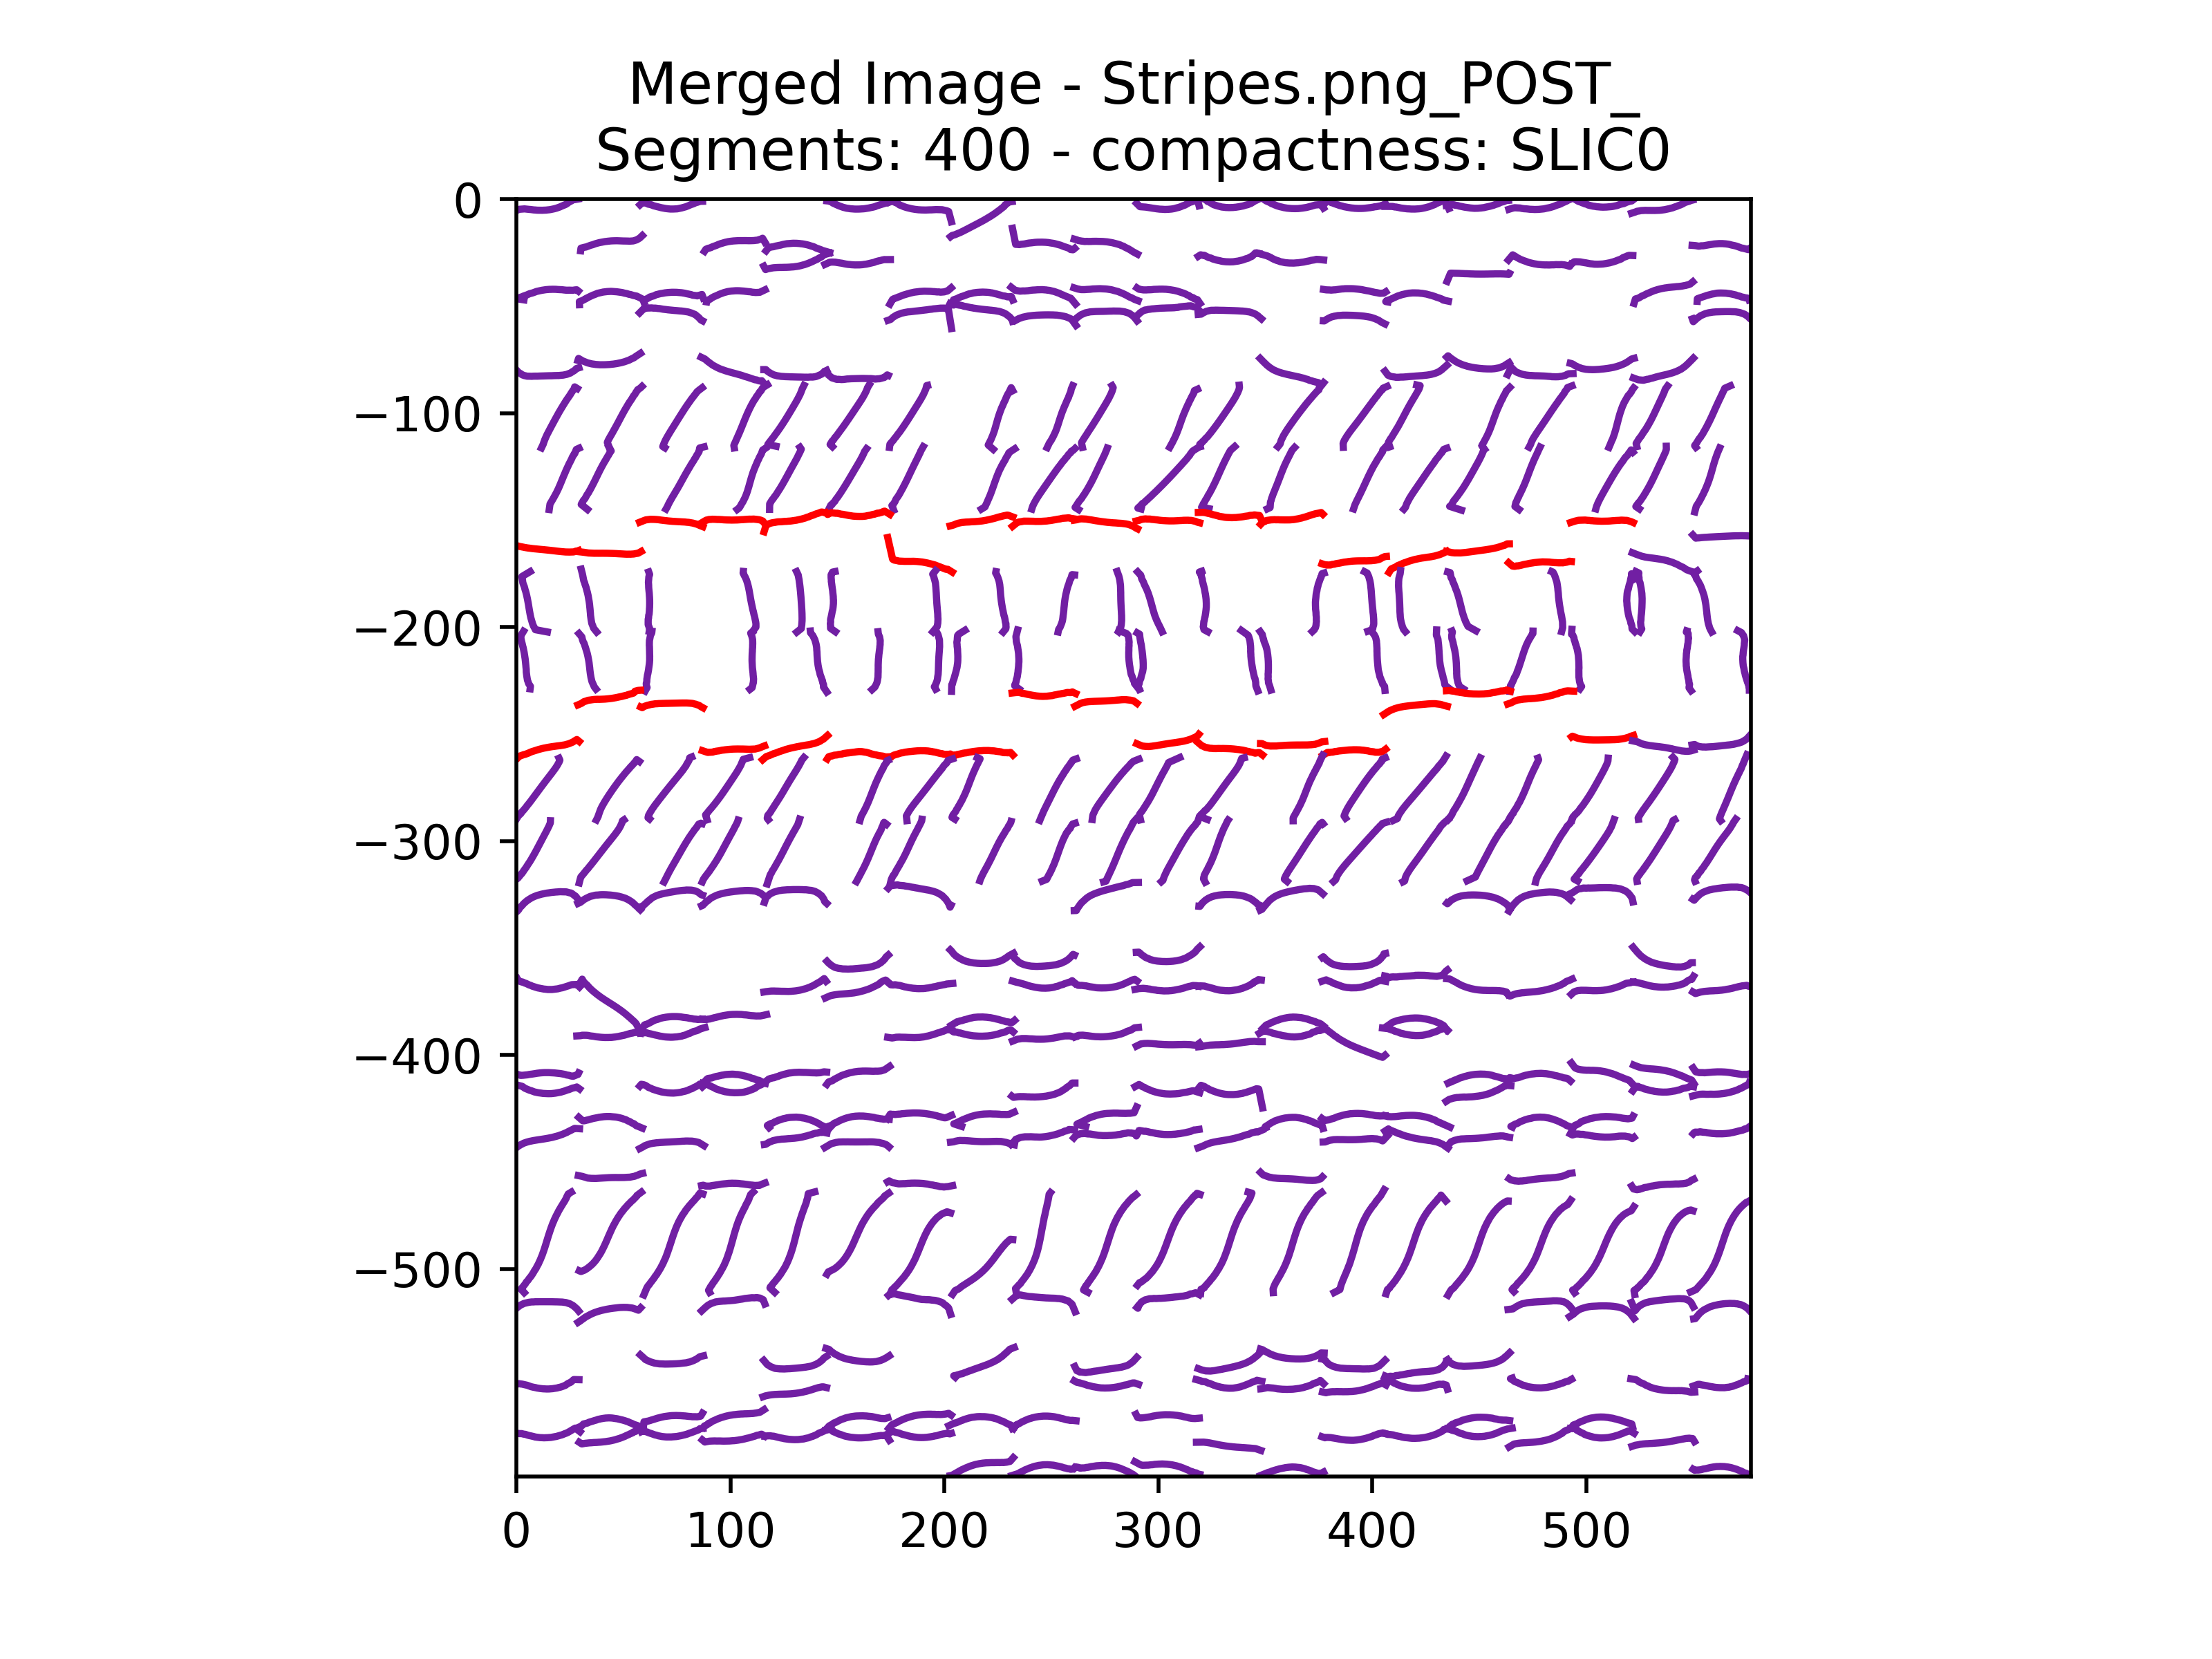 Merged Image - Stripes.png_POST_
Segments: 400 - compactness: SLIC0
0
−100
−200
−300
−400
−500
0 100 200 300 400 500